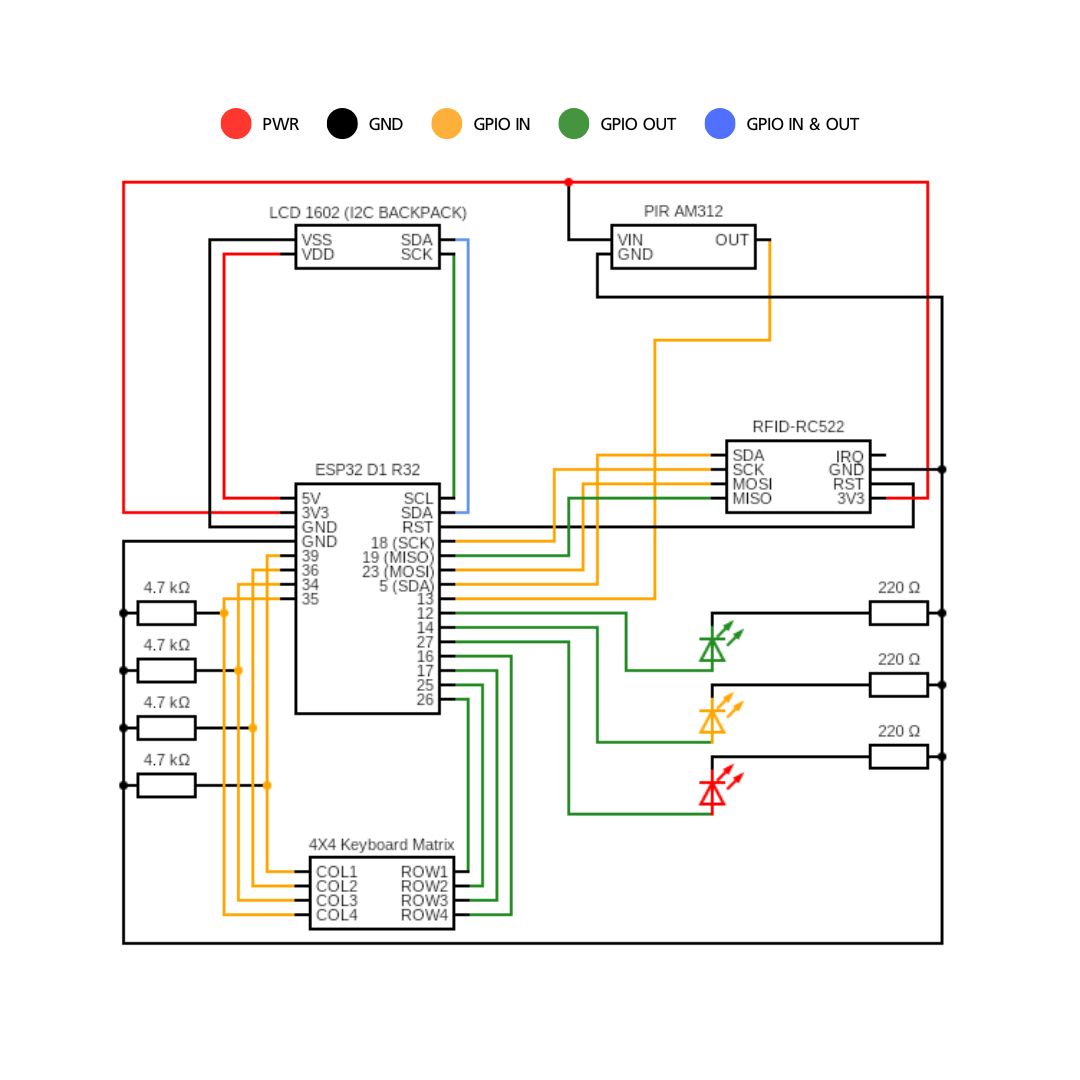 PWR GND GPIO IN GPIO OUT GPIO IN & OUT
LCD 1602 (I2C BACKPACK)
VSS SDA
VDD SCK
PIR AM312
VIN OUT
GND
RFID-RC522
SDA IRQ
SCK GND
MOSI RST
MISO 3V3
ESP32 D1 R32
5V SCL
3V3 SDA
GND RST
GND 18 (SCK)
39 19 (MISO)
36 23 (MOSI)
34 5 (SDA)
35 13
12
14
27
16
17
25
26
4.7 kΩ
4.7 kΩ
4.7 kΩ
4.7 kΩ
220 Ω
220 Ω
220 Ω
4X4 Keyboard Matrix
COL1 ROW1
COL2 ROW2
COL3 ROW3
COL4 ROW4